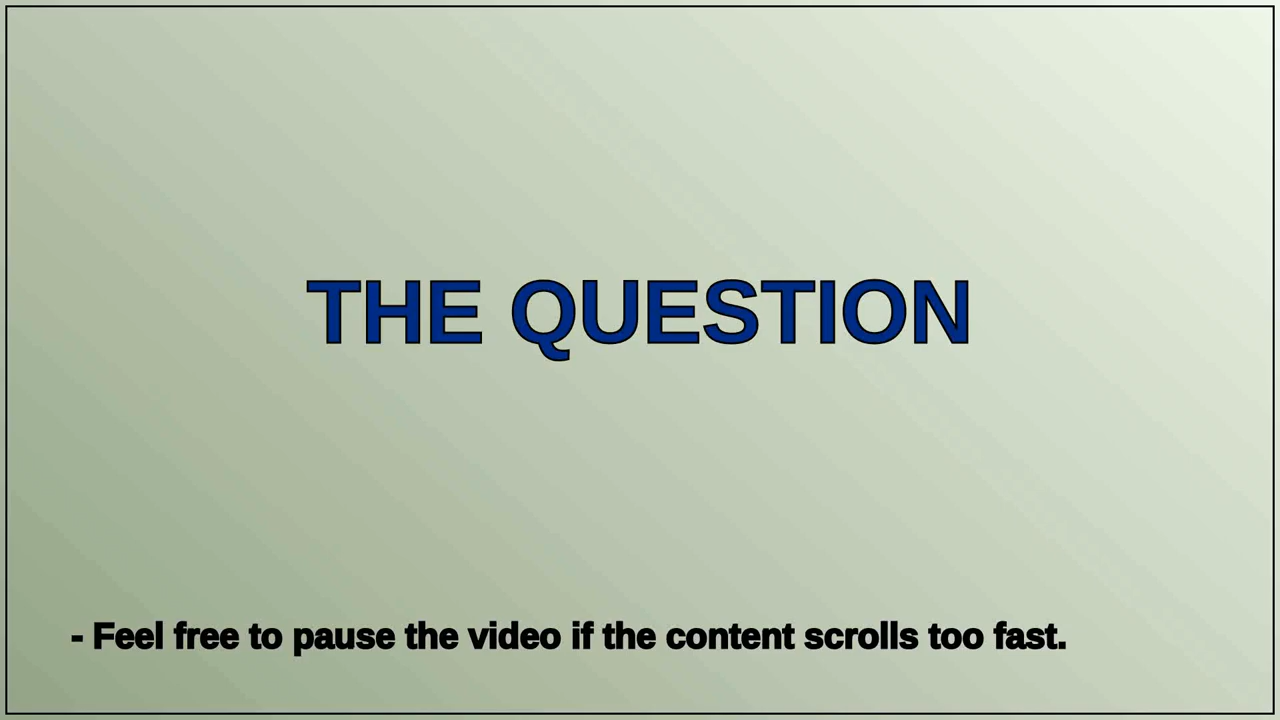 THE QUESTION
- Feel free to pause the video if the content scrolls too fast.